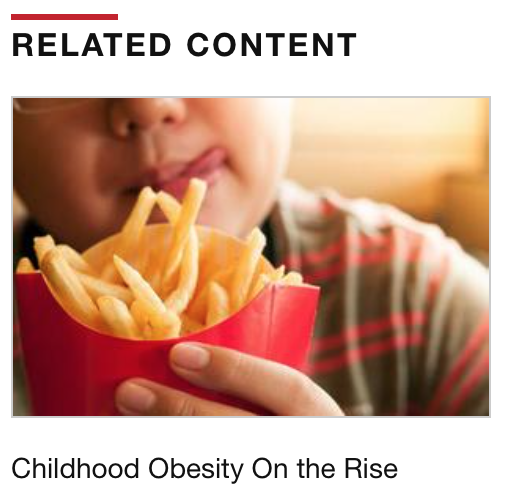 RELATED CONTENT
Childhood Obesity On the Rise